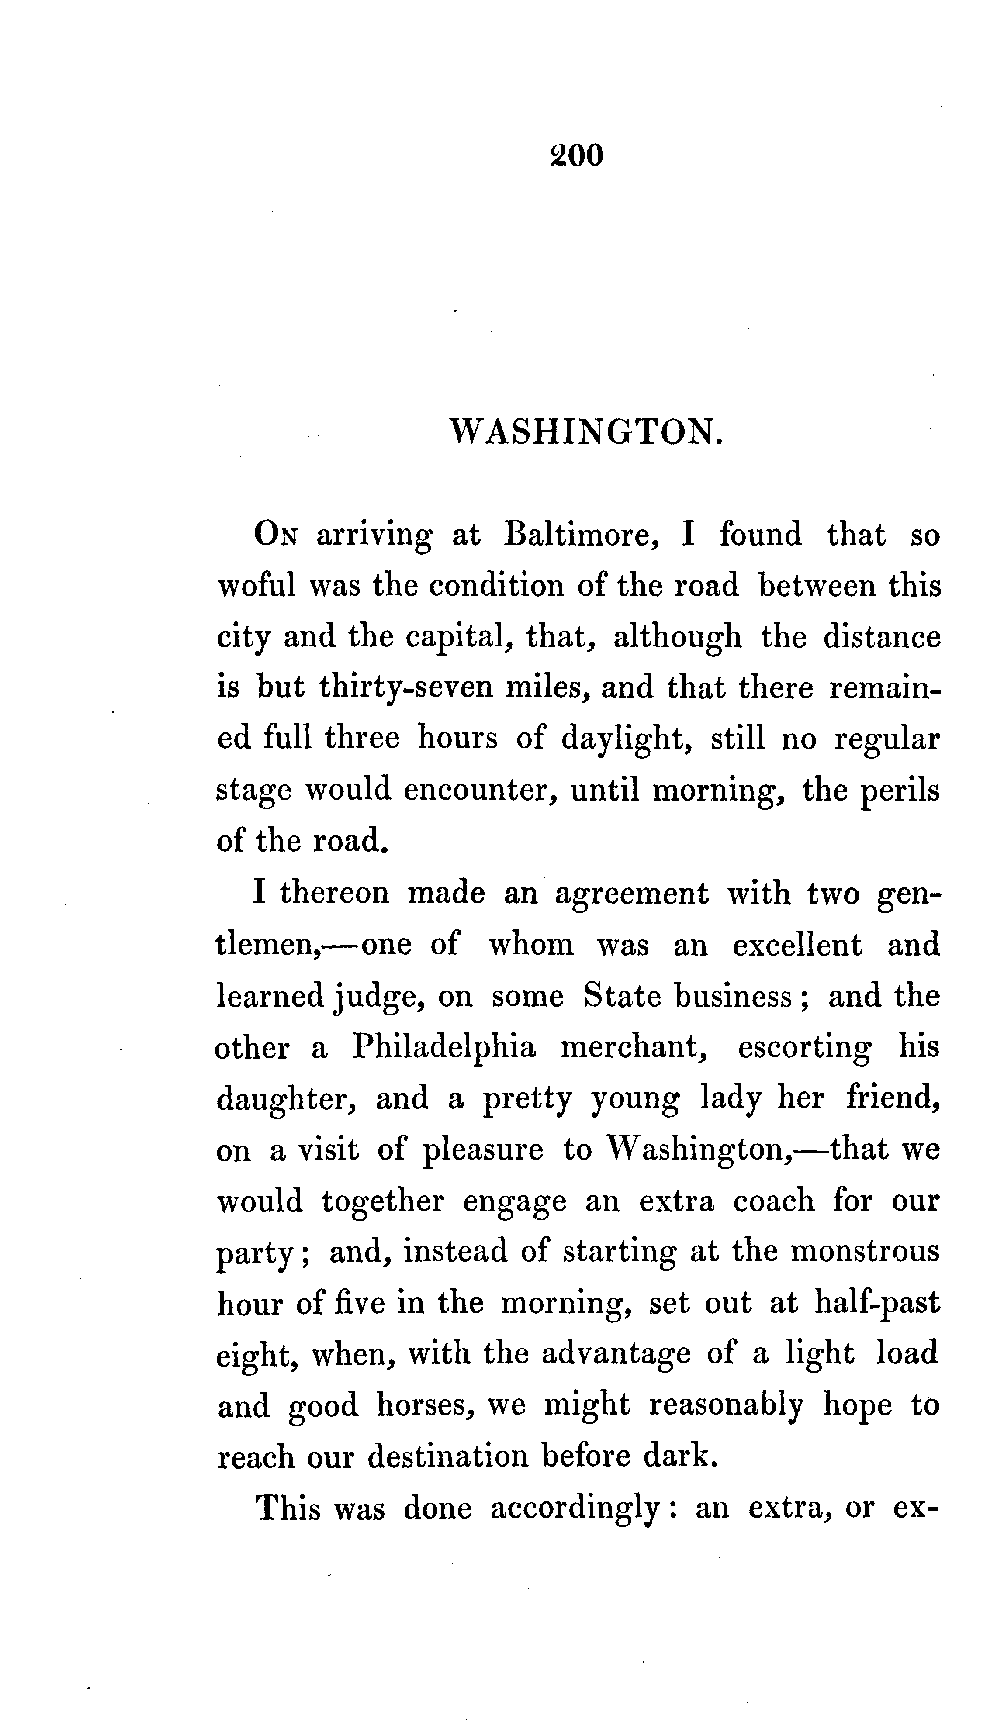 200
WASHINGTON.
On arriving at Baltimore, I found that so
woful was the condition of the road between this
city and the capital, that, although the distance
is but thirty-seven miles, and that there remain-
ed full three hours of daylight, still no regular
stage would encounter, until morning, the perils
of the road.
I thereon made an agreement with two gen-
tlemen,—one of whom was an excellent and
learned judge, on some State business; and the
other a Philadelphia merchant, escorting his
daughter, and a pretty young lady her friend,
on a visit of pleasure to Washington,—that we
would together engage an extra coach for our
party; and, instead of starting at the monstrous
hour of five in the morning, set out at half-past
eight, when, with the advantage of a light load
and good horses, we might reasonably hope to
reach our destination before dark.
This was done accordingly: an extra, or ex-